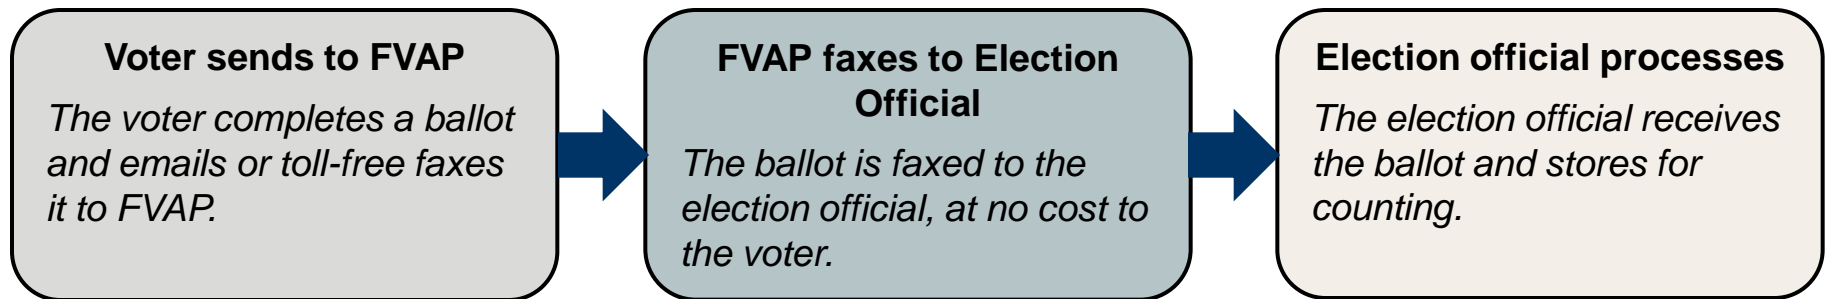 Voter sends to FVAP
The voter completes a ballot
and emails or toll-free faxes
it to FVAP.
FVAP faxes to Election
Official
The ballot is faxed to the
election official, at no cost to
the voter.
Election official processes
The election official receives
the ballot and stores for
counting.